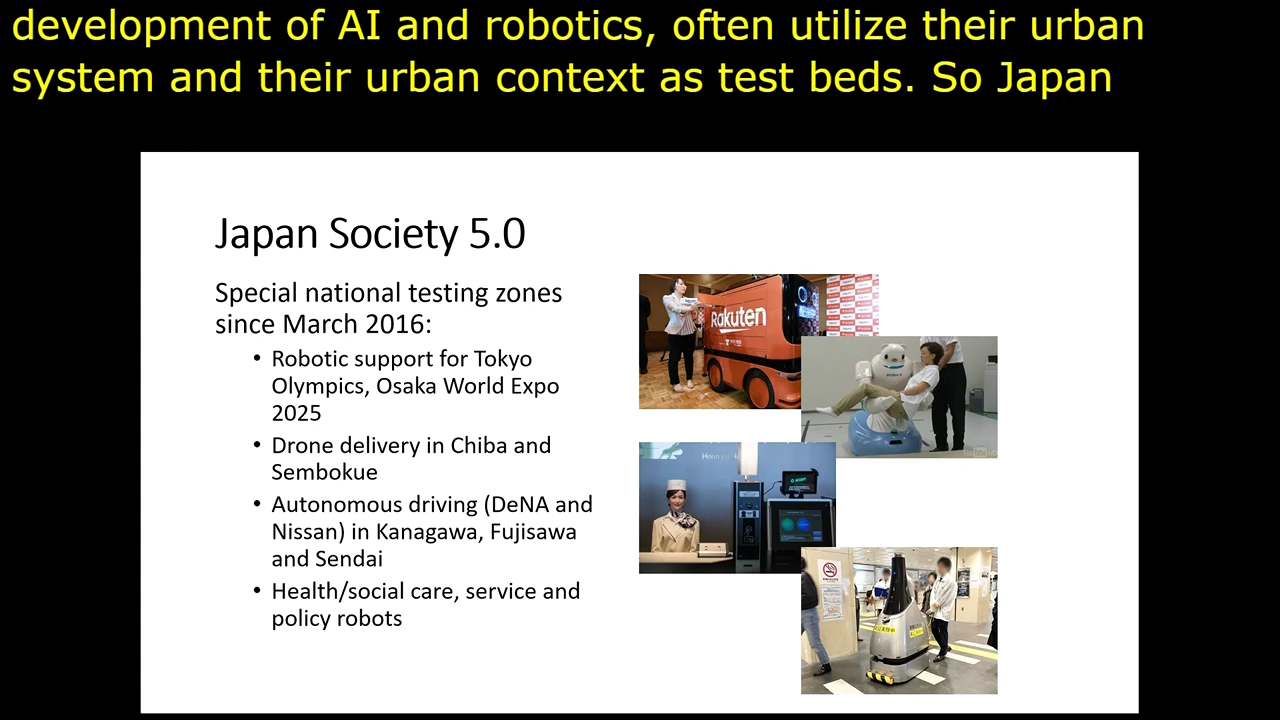 development of AI and robotics, often utilize their urban
system and their urban context as test beds. So Japan
Japan Society 5.0
Special national testing zones
since March 2016:
• Robotic support for Tokyo
Olympics, Osaka World Expo
2025
• Drone delivery in Chiba and
Sembokue
• Autonomous driving (DeNA and
Nissan) in Kanagawa, Fujisawa
and Sendai
• Health/social care, service and
policy robots
Rakuten